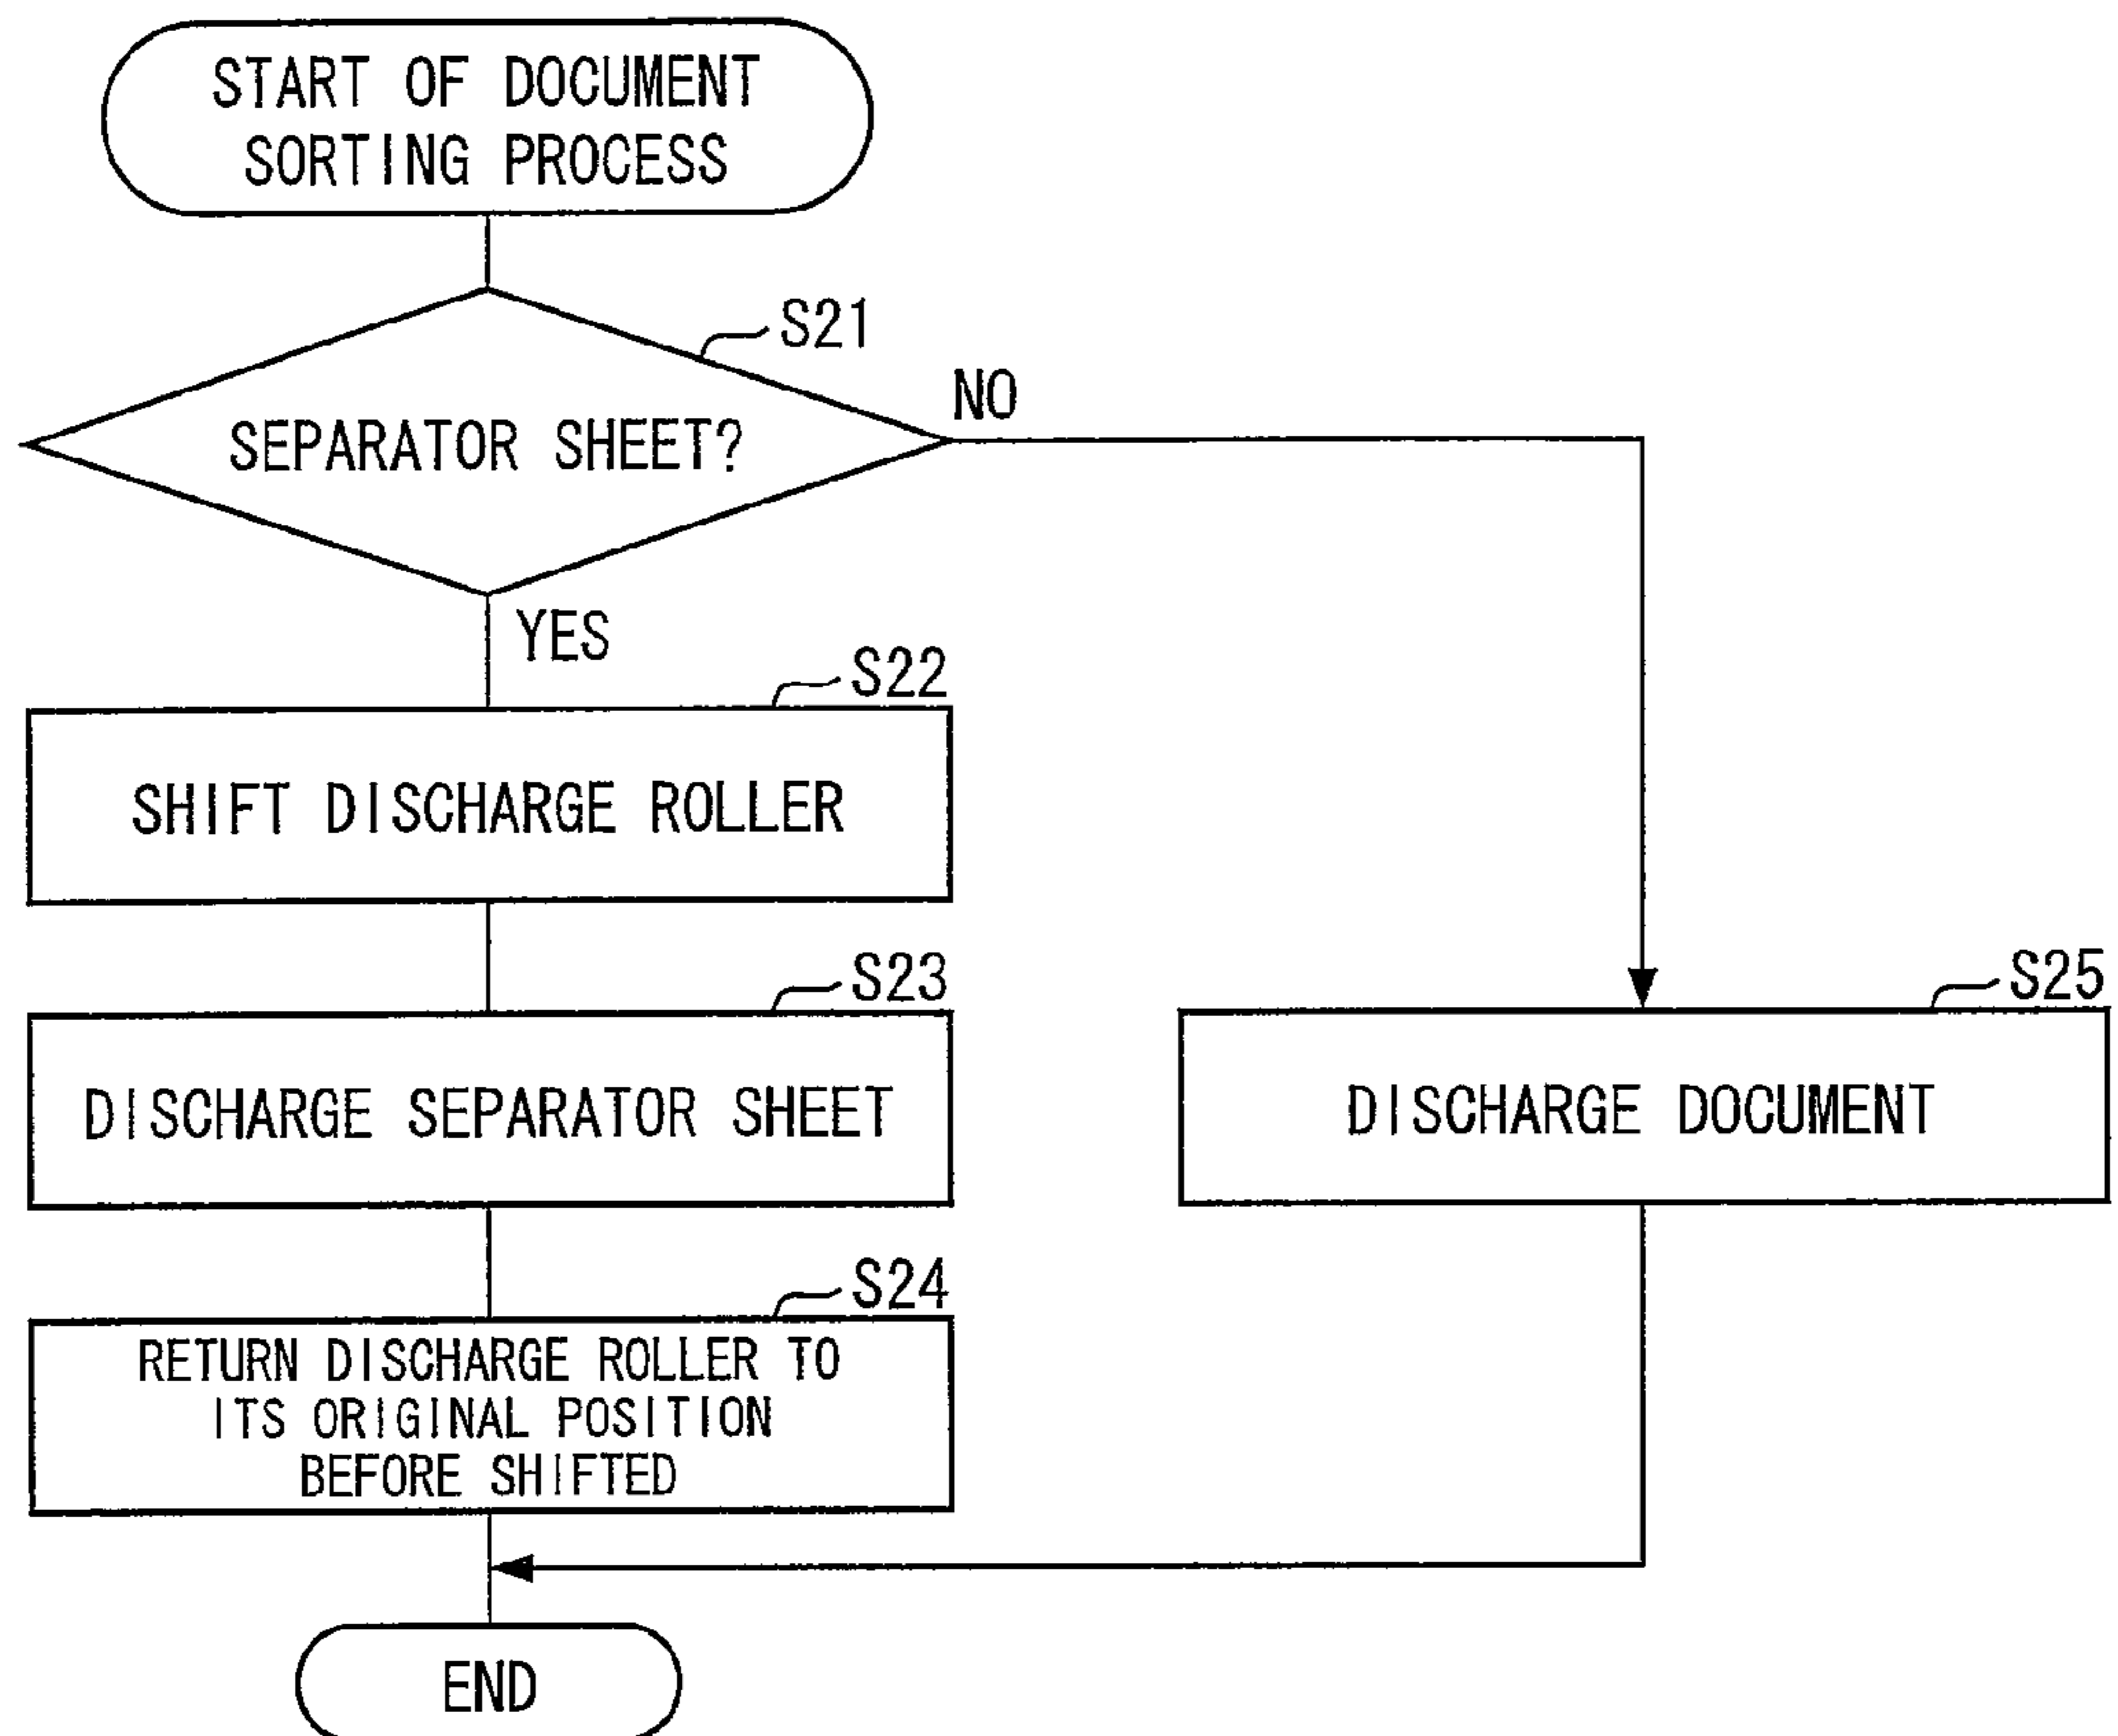 START OF DOCUMENT
SORTING PROCESS
S21
SEPARATOR SHEET?
NO
YES
S22
SHIFT DISCHARGE ROLLER
S23
DISCHARGE SEPARATOR SHEET
S25
DISCHARGE DOCUMENT
S24
RETURN DISCHARGE ROLLER TO
ITS ORIGINAL POSITION
BEFORE SHIFTED
END